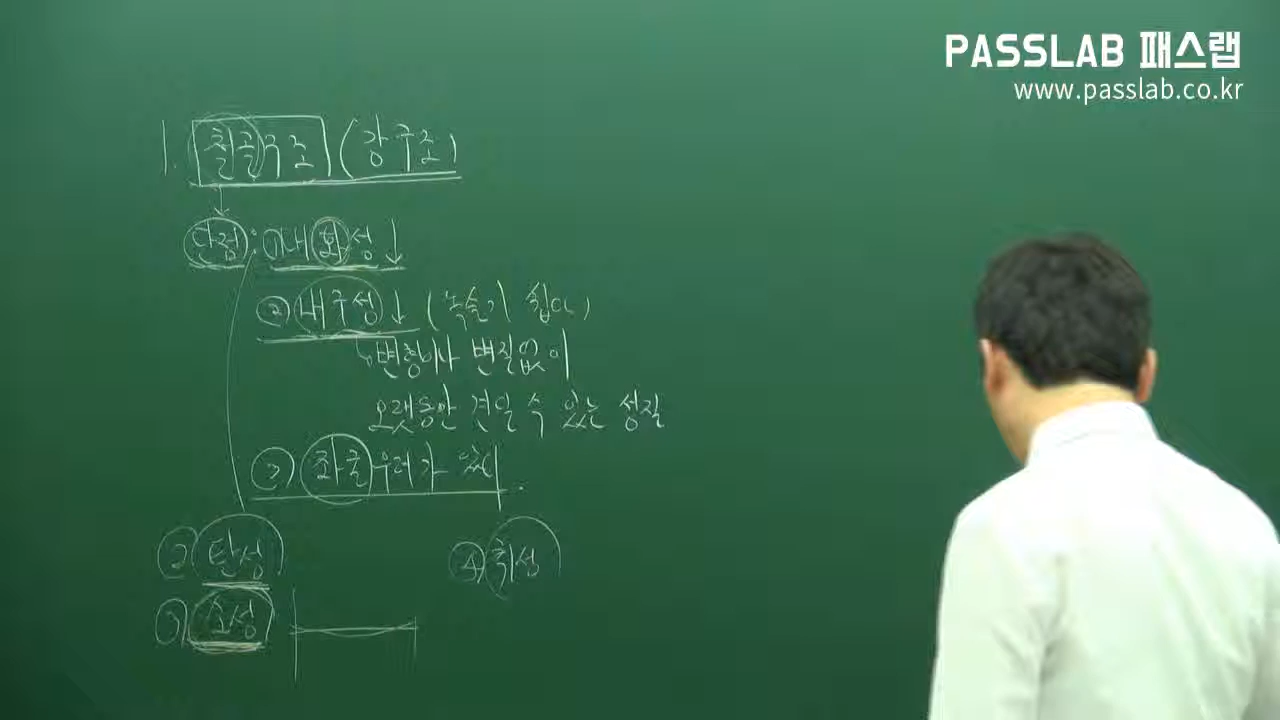 PASSLAB 패스랩
www.passlab.co.kr
1. 철골구조 (강구조)
단점: ① 내화성 ↓
② 내구성 ↓ (녹슬기 쉽다)
변형이나 변질없이
오랫동안 견딜 수 있는 성질
③ 좌굴우려가 있다.
② 탄성
① 소성
④ 취성